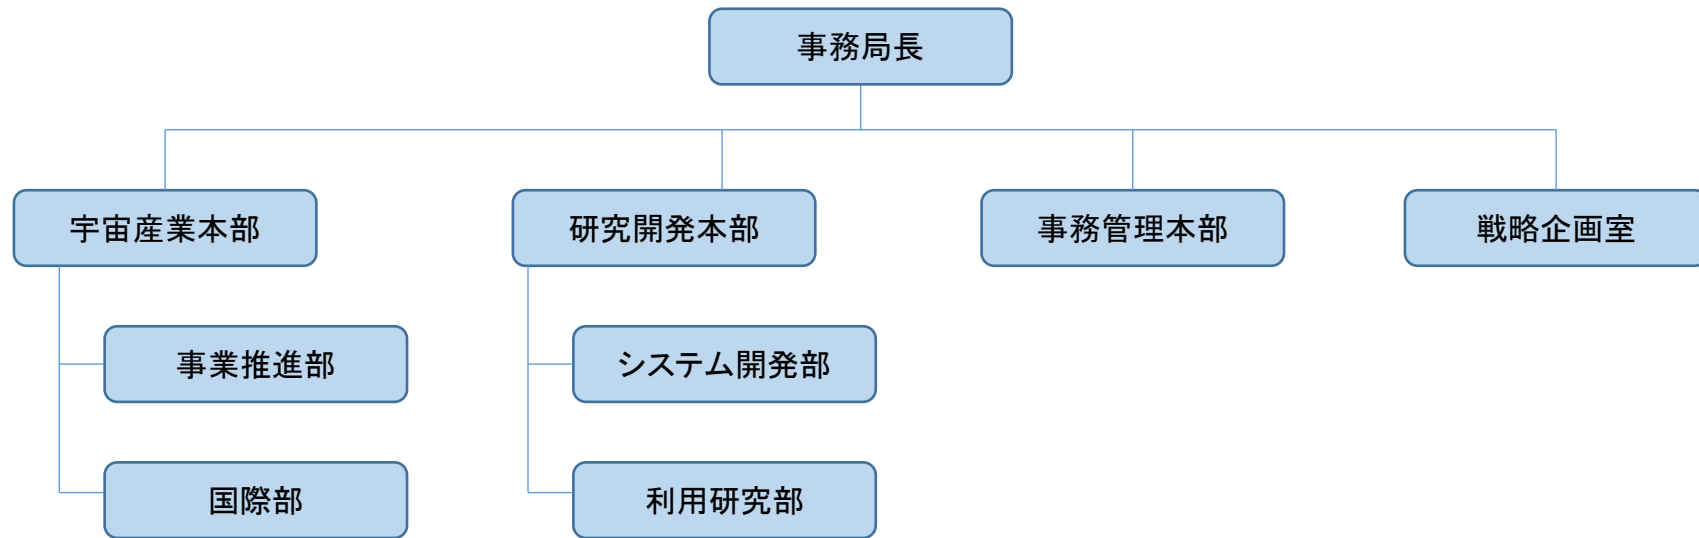 事務局長
宇宙産業本部
研究開発本部
事務管理本部
戦略企画室
事業推進部
システム開発部
国際部
利用研究部